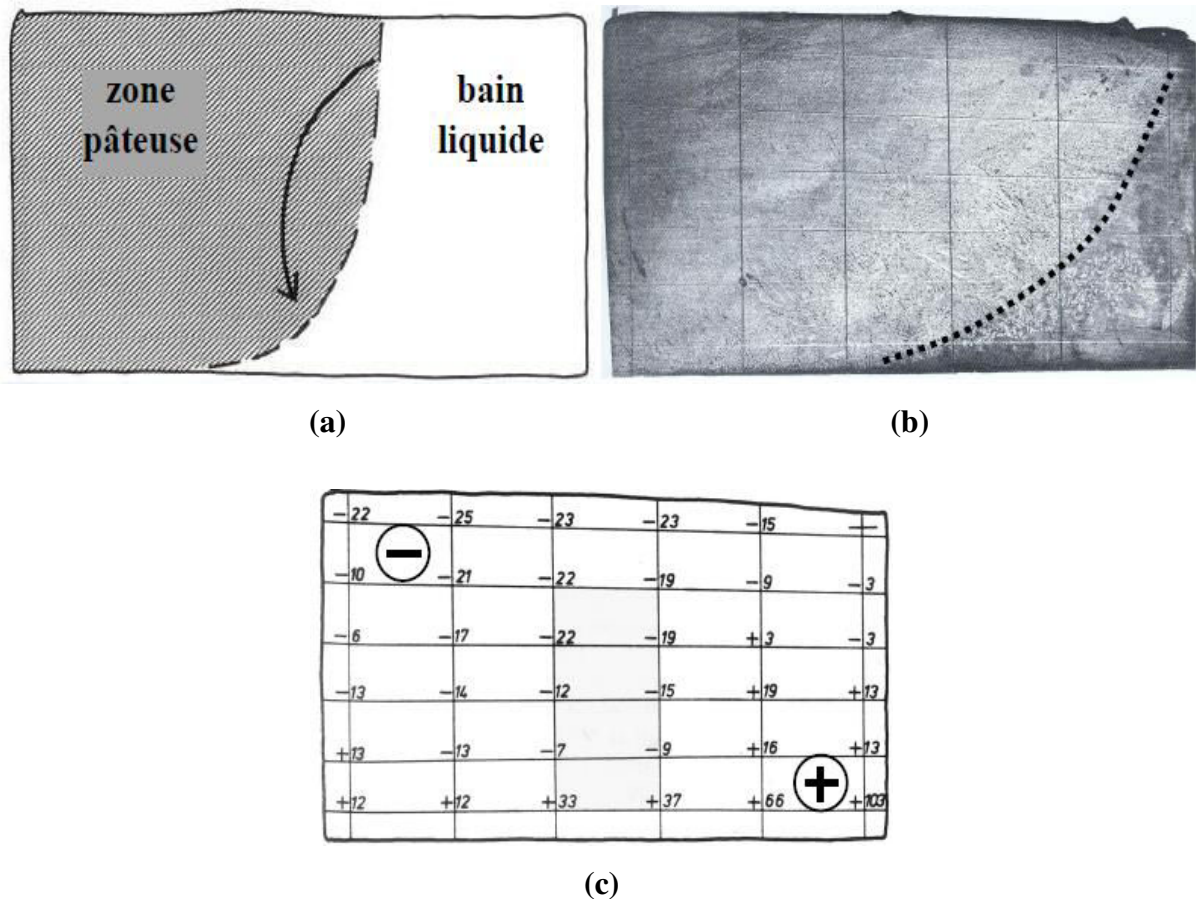 zone
pâteuse
bain
liquide
(a)
(b)
−22 −25 −23 −23 −15 —
−10 −21 −22 −19 −9 −3
−6 −17 −22 −19 +3 −3
−13 −14 −12 −15 +19 +13
+13 −13 −7 −9 +16 +13
+12 +12 +33 +37 +66 +103
(c)